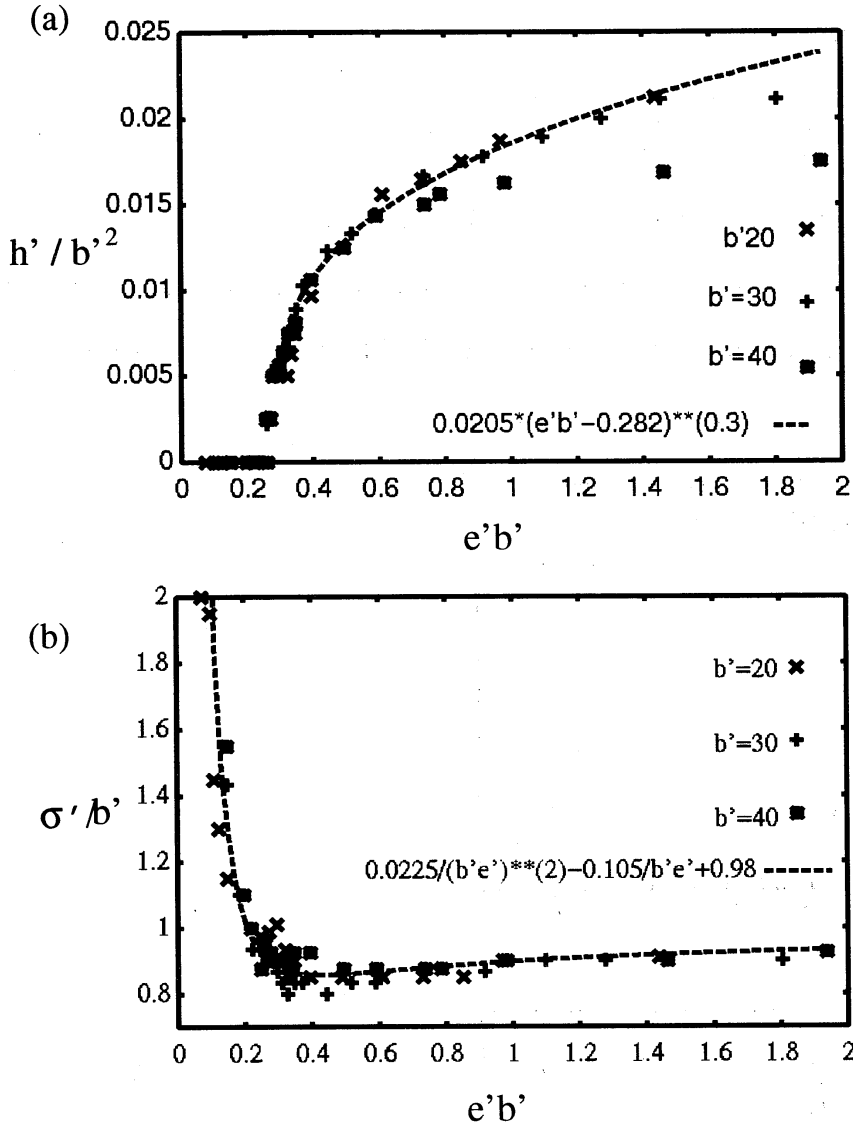 (a)
0.025
0.02
0.015
0.01
0.005
0
h' / b'²
b'20
b'=30
b'=40
0.0205*(e'b'−0.282)**(0.3)
0 0.2 0.4 0.6 0.8 1 1.2 1.4 1.6 1.8 2
e'b'
(b)
2
1.8
1.6
1.4
1.2
1
0.8
σ'/b'
b'=20
b'=30
b'=40
0.0225/(b'e')**(2)−0.105/b'e'+0.98
0 0.2 0.4 0.6 0.8 1 1.2 1.4 1.6 1.8 2
e'b'